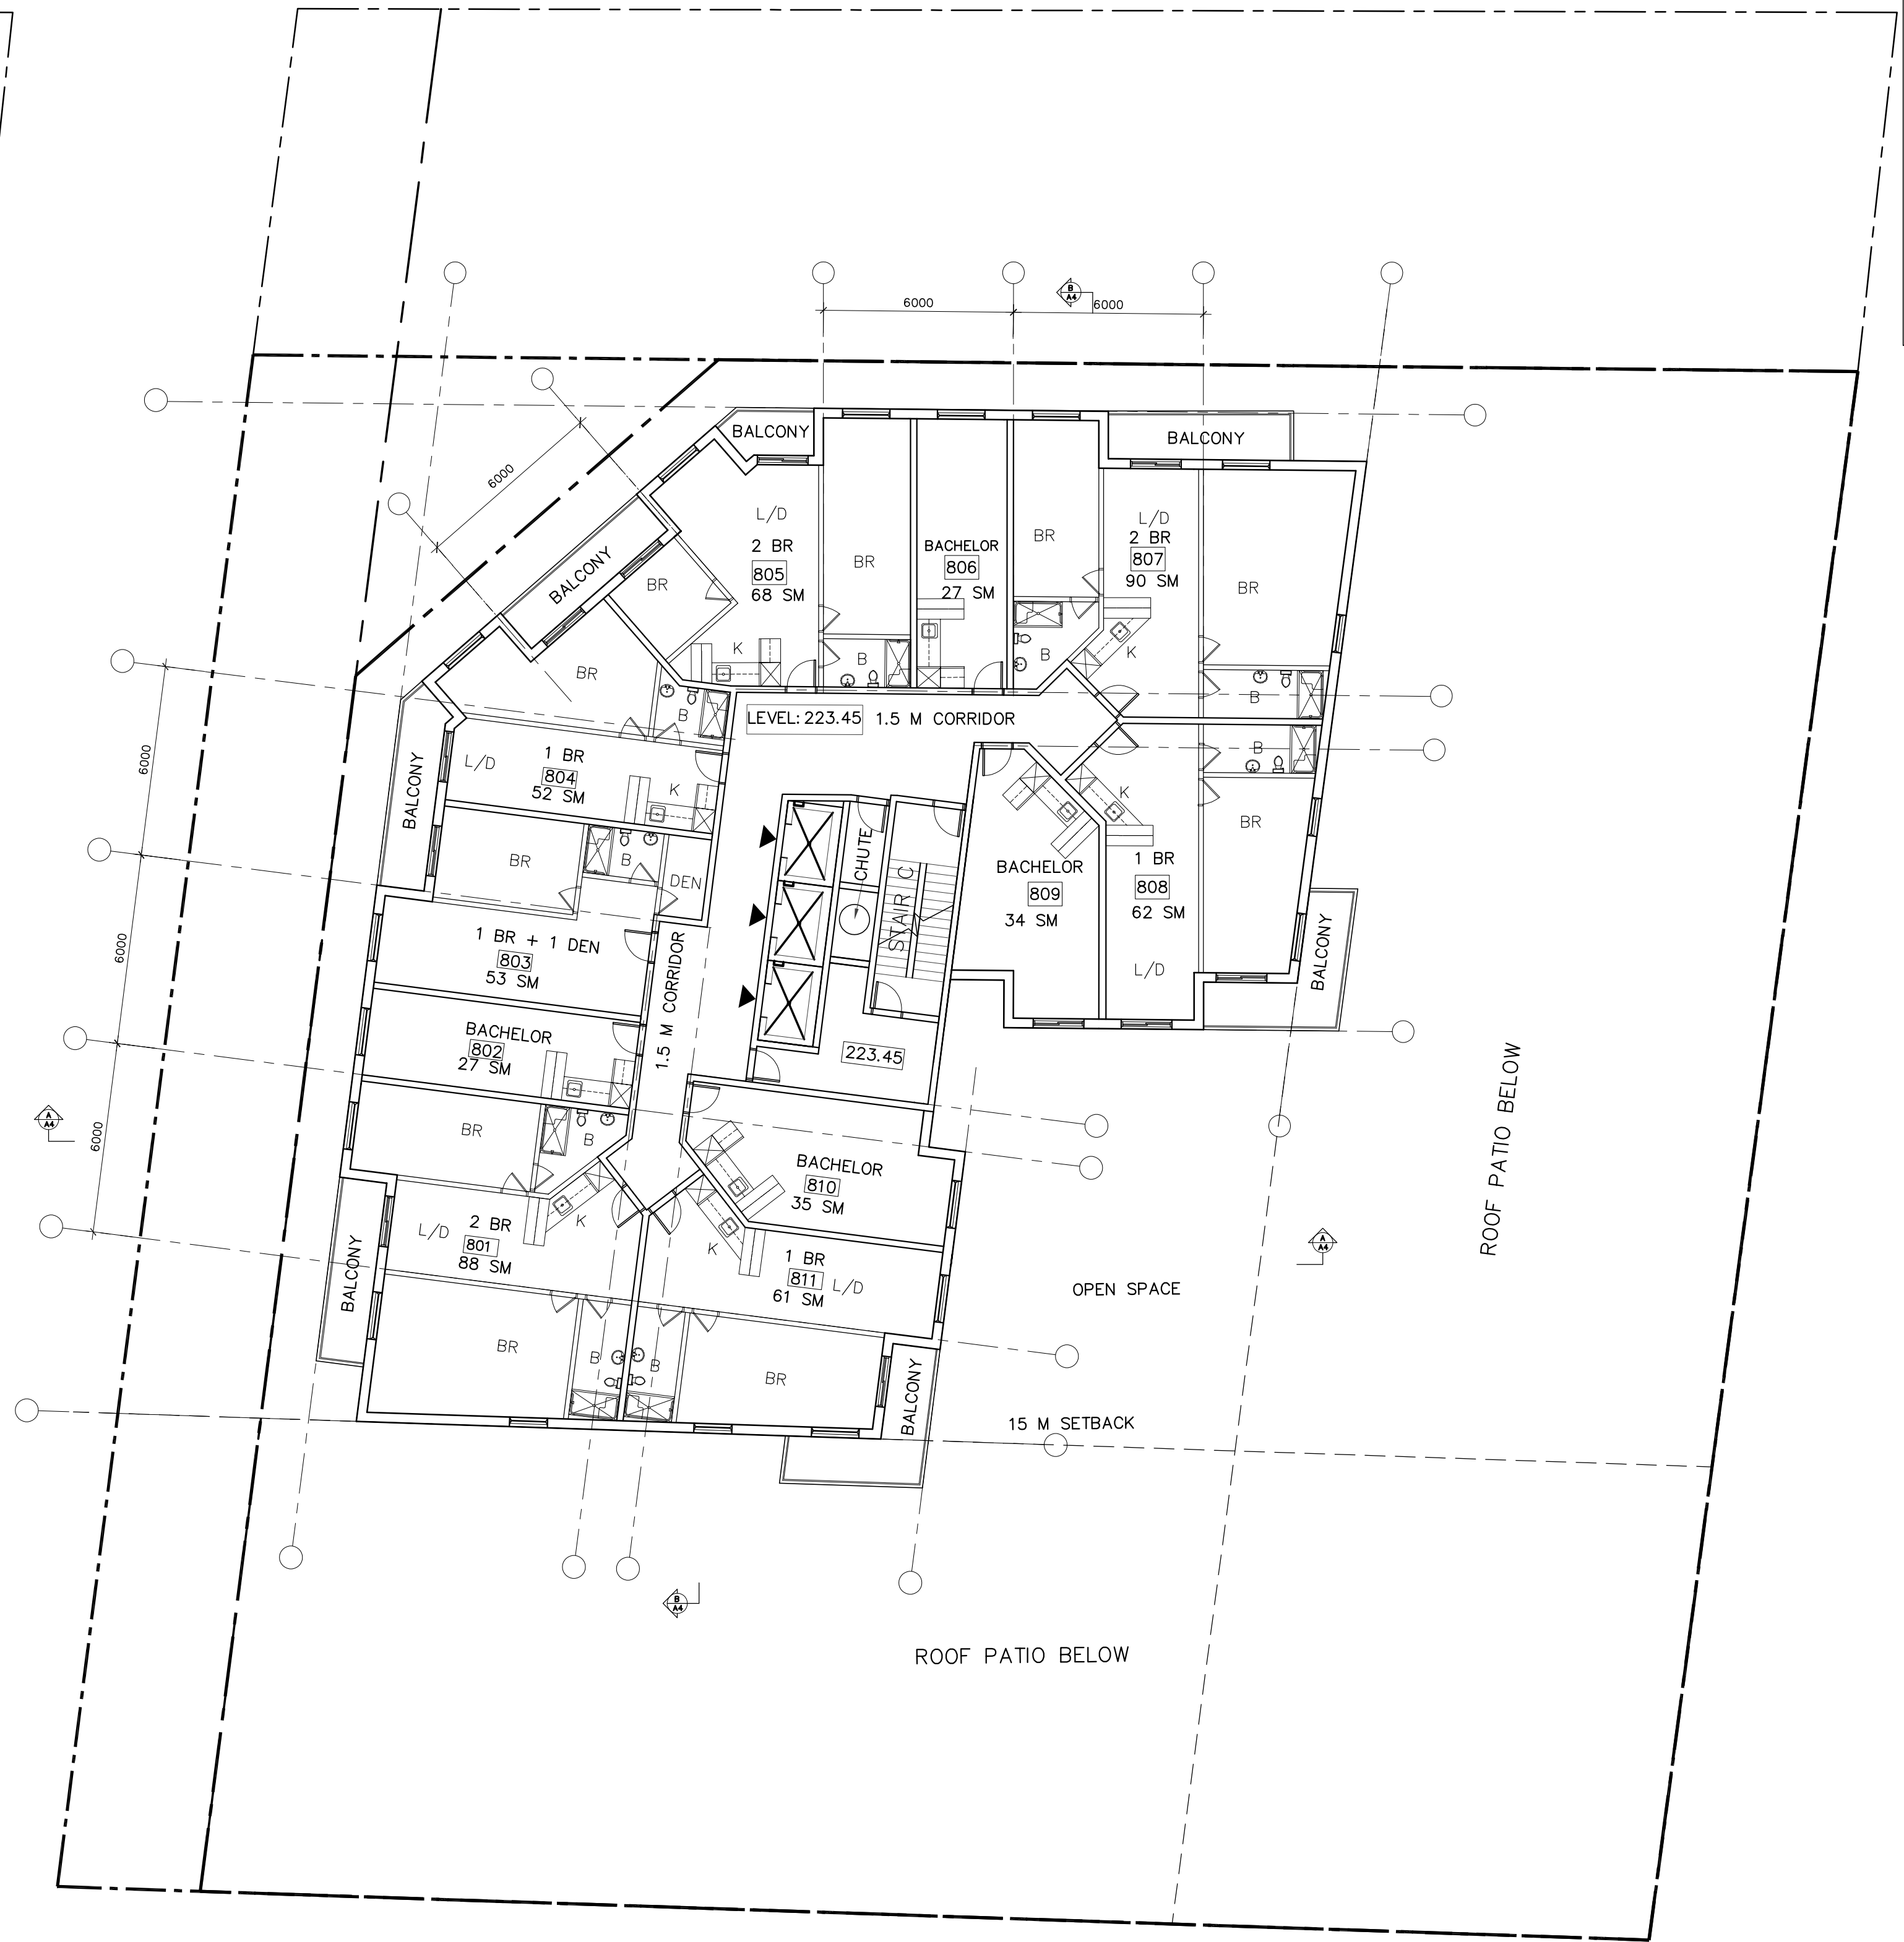 B
A4
6000
6000
BALCONY
BALCONY
6000
L/D
2 BR
805
68 SM
BR
BACHELOR
806
27 SM
BR
L/D
2 BR
807
90 SM
BR
BALCONY
BR
K
B
B
K
B
BR
B
LEVEL: 223.45
1.5 M CORRIDOR
6000
BALCONY
L/D
1 BR
804
52 SM
K
B
BR
B
DEN
CHUTE
STAIR C
BACHELOR
809
34 SM
K
1 BR
808
62 SM
BR
L/D
BALCONY
6000
1 BR + 1 DEN
803
53 SM
1.5 M CORRIDOR
BACHELOR
802
27 SM
223.45
A
A4
6000
BR
B
BACHELOR
810
35 SM
ROOF PATIO BELOW
L/D
2 BR
801
88 SM
K
K
1 BR
811
61 SM
L/D
A
A4
OPEN SPACE
BALCONY
BR
B
B
BR
BALCONY
15 M SETBACK
B
A4
ROOF PATIO BELOW